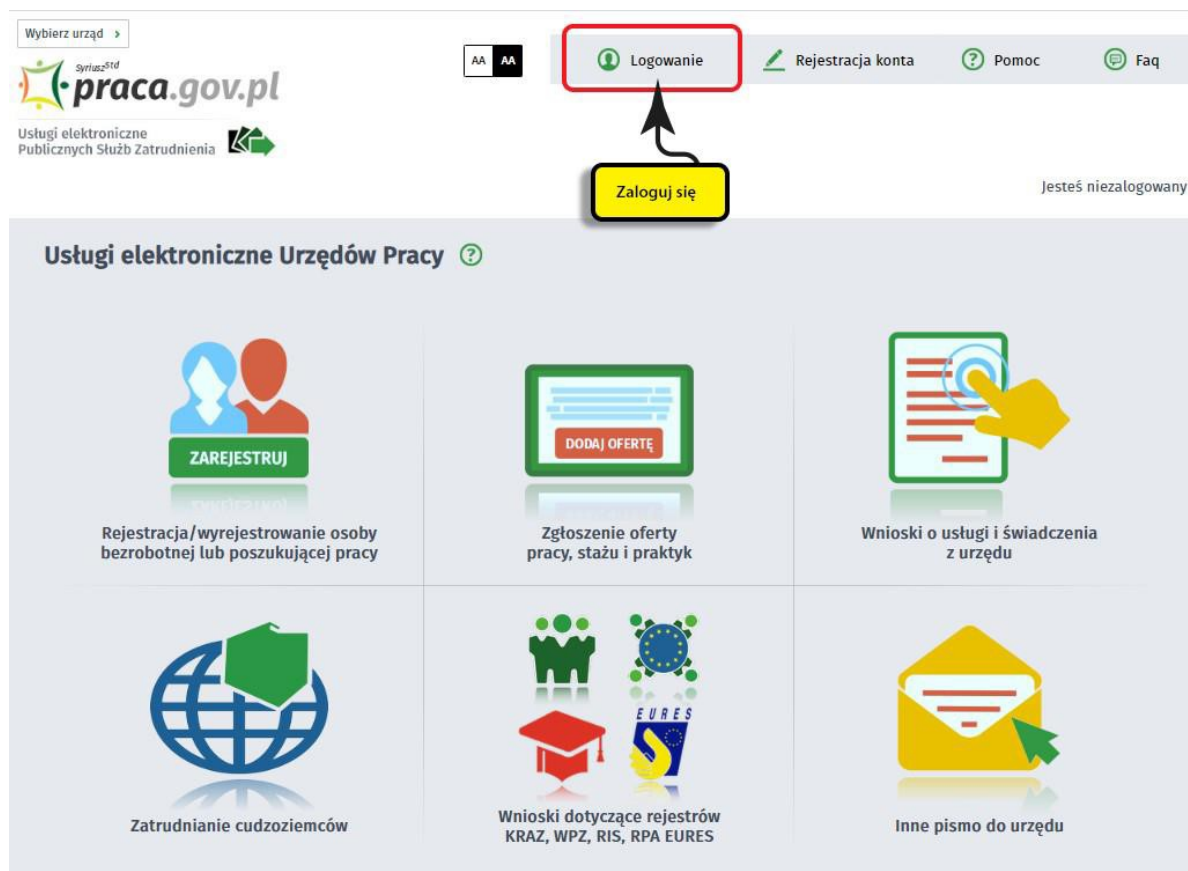 Wybierz urząd >
AA AA
Logowanie
Rejestracja konta
? Pomoc
Faq
Syriusz Std
praca.gov.pl
Usługi elektroniczne
Publicznych Służb Zatrudnienia
Zaloguj się
Jesteś niezalogowany
Usługi elektroniczne Urzędów Pracy ?
ZAREJESTRUJ
DODAJ OFERTĘ
Rejestracja/wyrejestrowanie osoby
bezrobotnej lub poszukującej pracy
Zgłoszenie oferty
pracy, stażu i praktyk
Wnioski o usługi i świadczenia
z urzędu
EURES
Zatrudnianie cudzoziemców
Wnioski dotyczące rejestrów
KRAZ, WPZ, RIS, RPA EURES
Inne pismo do urzędu